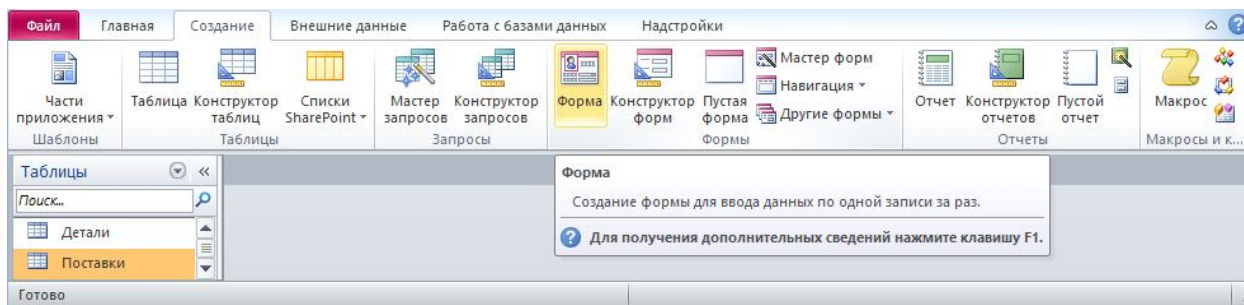 Файл Главная Создание Внешние данные Работа с базами данных Надстройки
Части приложения
Таблица
Конструктор таблиц
Списки SharePoint
Мастер запросов
Конструктор запросов
Форма
Конструктор форм
Пустая форма
Мастер форм
Навигация
Другие формы
Отчет
Конструктор отчетов
Пустой отчет
Макрос
Шаблоны Таблицы Запросы Формы Отчеты Макросы и к...
Таблицы
Поиск...
Детали
Поставки
Форма
Создание формы для ввода данных по одной записи за раз.
Для получения дополнительных сведений нажмите клавишу F1.
Готово